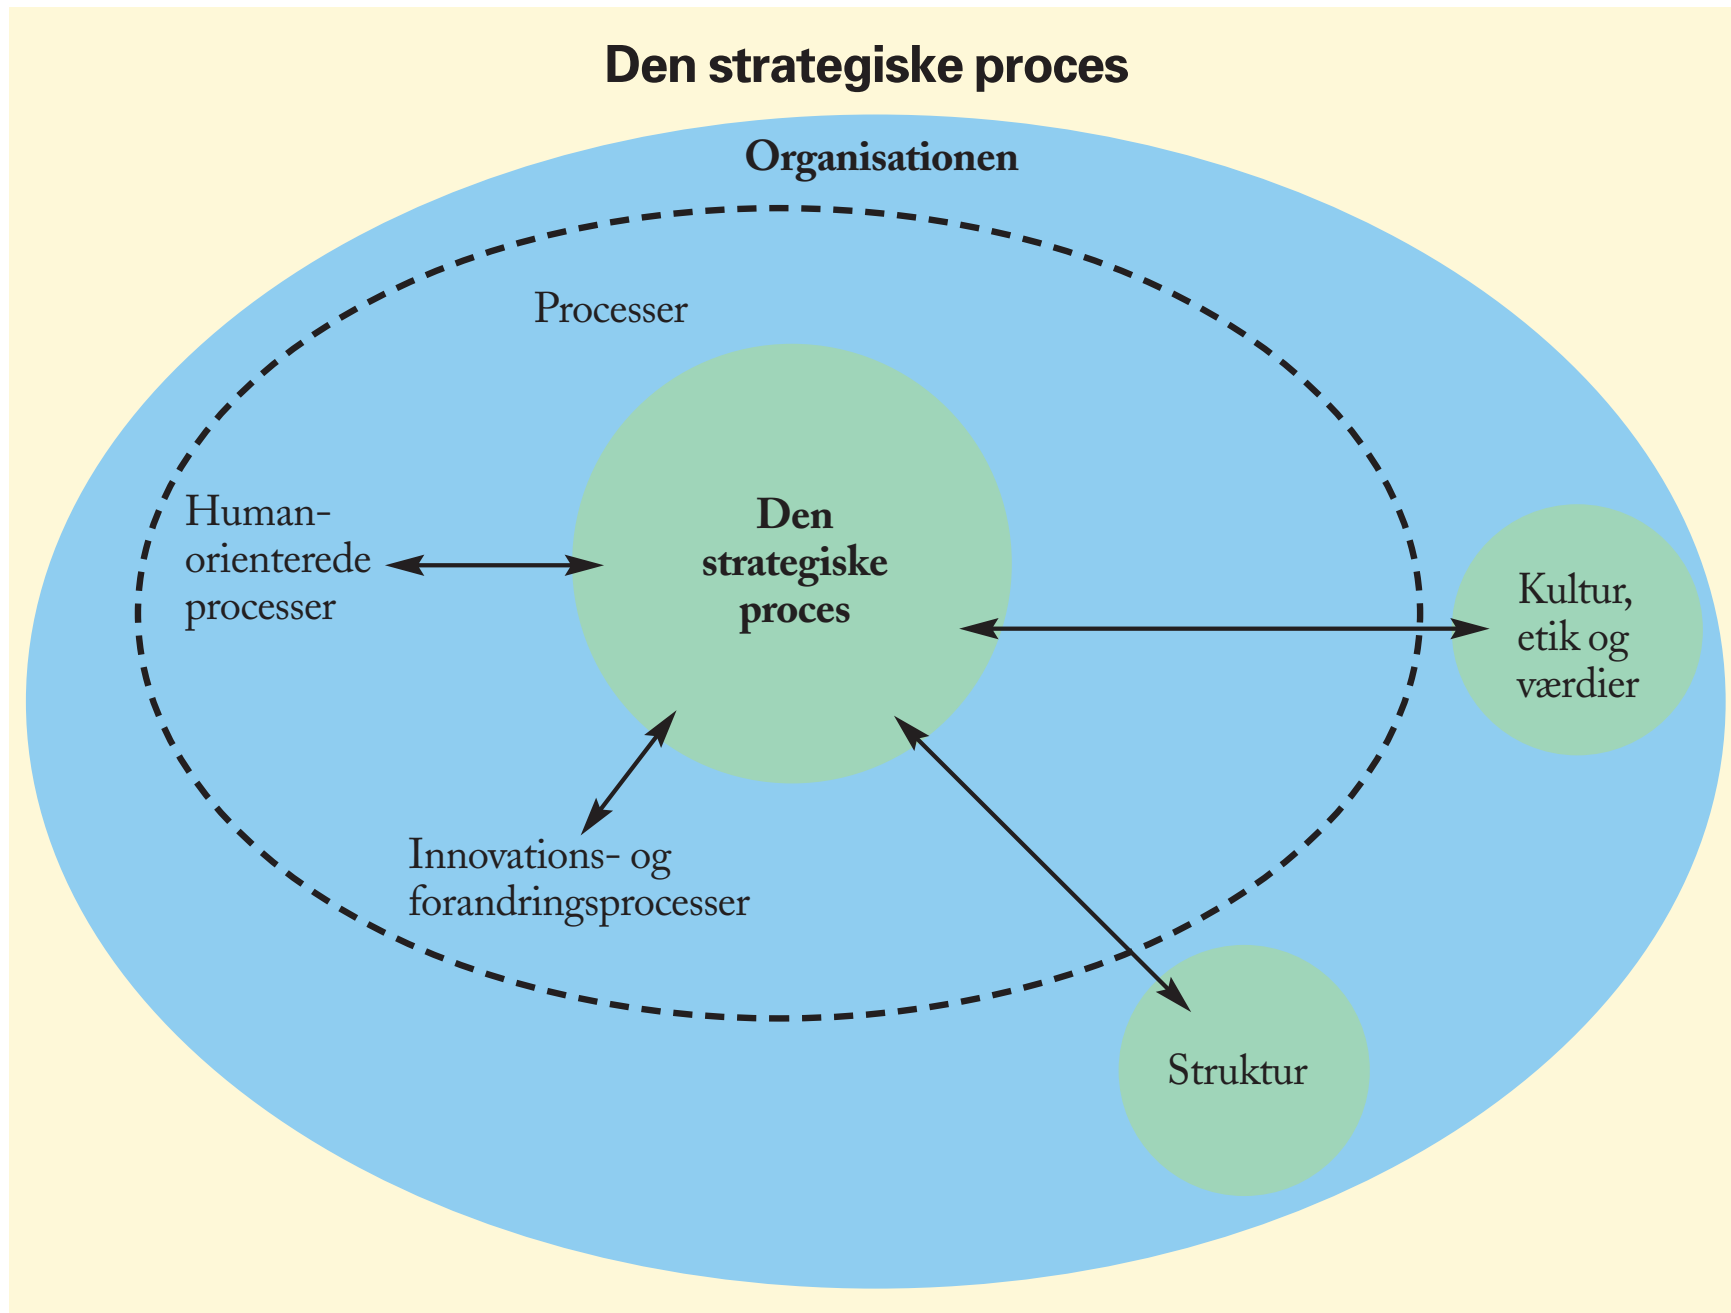 Den strategiske proces
Organisationen
Processer
Human-
orienterede
processer
Den
strategiske
proces
Kultur,
etik og
værdier
Innovations- og
forandringsprocesser
Struktur